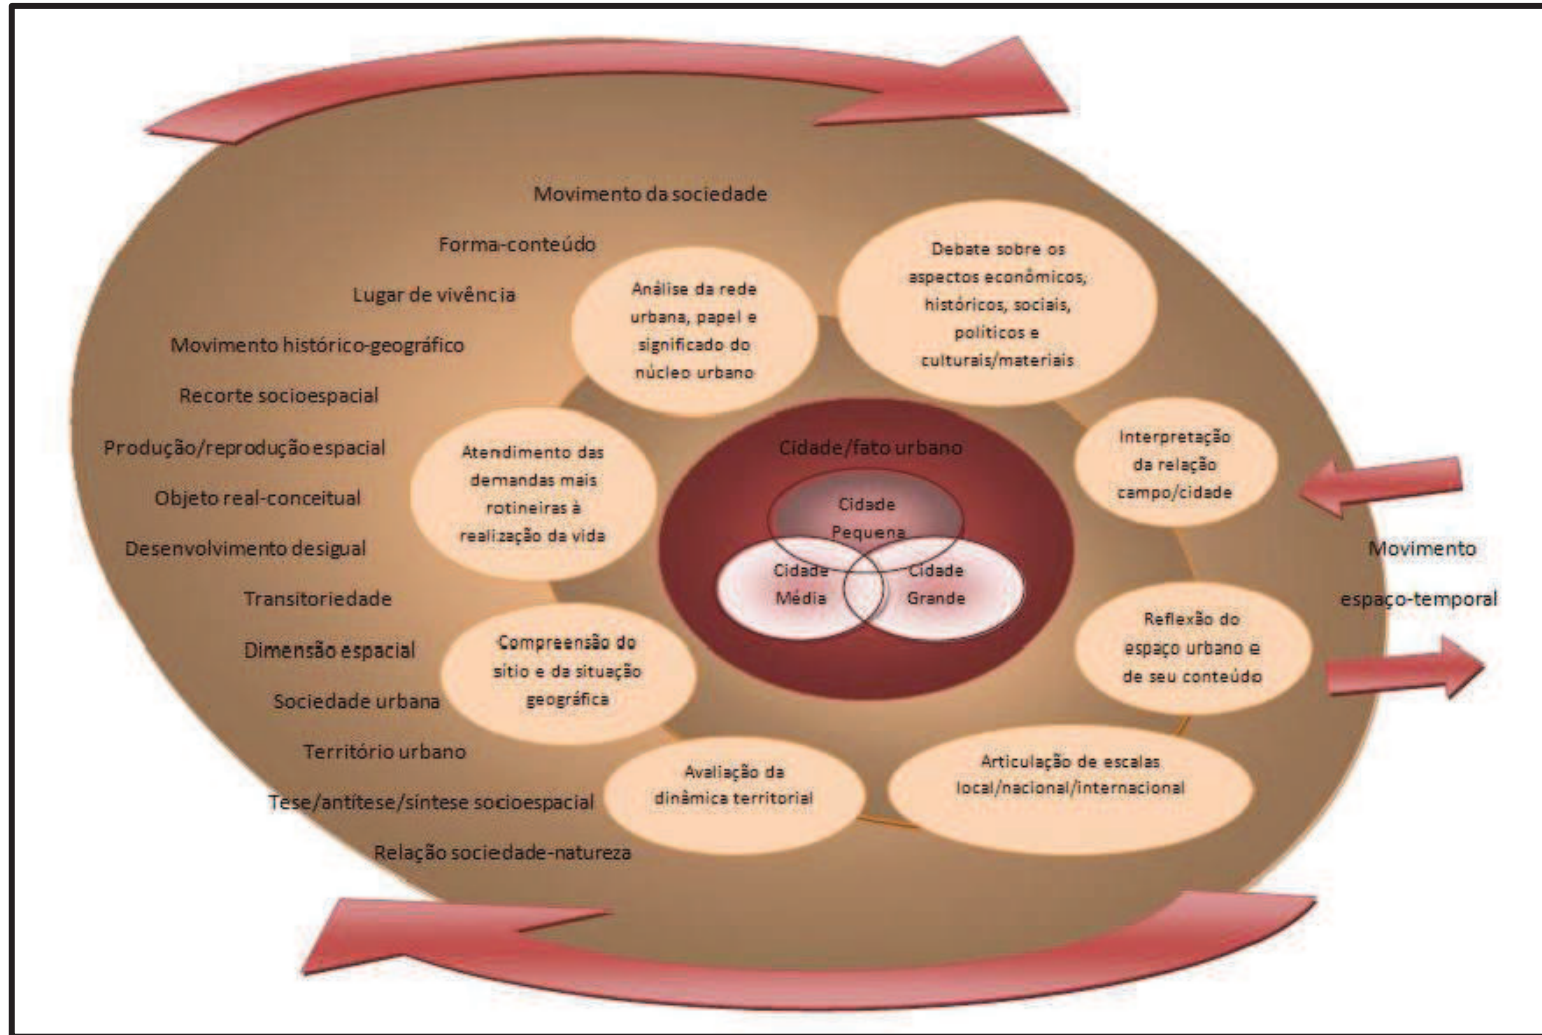 Movimento da sociedade
Forma-conteúdo
Lugar de vivência
Movimento histórico-geográfico
Recorte socioespacial
Produção/reprodução espacial
Objeto real-conceitual
Desenvolvimento desigual
Transitoriedade
Dimensão espacial
Sociedade urbana
Território urbano
Tese/antítese/síntese socioespacial
Relação sociedade-natureza
Análise da rede
urbana, papel e
significado do
núcleo urbano
Debate sobre os
aspectos econômicos,
históricos, sociais,
políticos e
culturais/materiais
Interpretação
da relação
campo/cidade
Reflexão do
espaço urbano e
de seu conteúdo
Articulação de escalas
local/nacional/internacional
Avaliação da
dinâmica territorial
Compreensão do
sítio e da situação
geográfica
Atendimento das
demandas mais
rotineiras à
realização da vida
Cidade/fato urbano
Cidade
Pequena
Cidade
Média
Cidade
Grande
Movimento
espaço-temporal